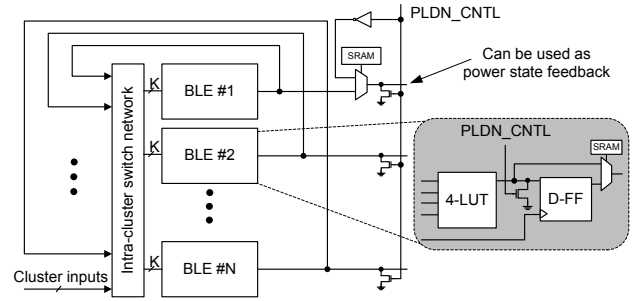 PLDN_CNTL
SRAM
Can be used as
power state feedback
Intra-cluster switch network
K
BLE #1
K
BLE #2
K
BLE #N
Cluster inputs
PLDN_CNTL
SRAM
4-LUT
D-FF